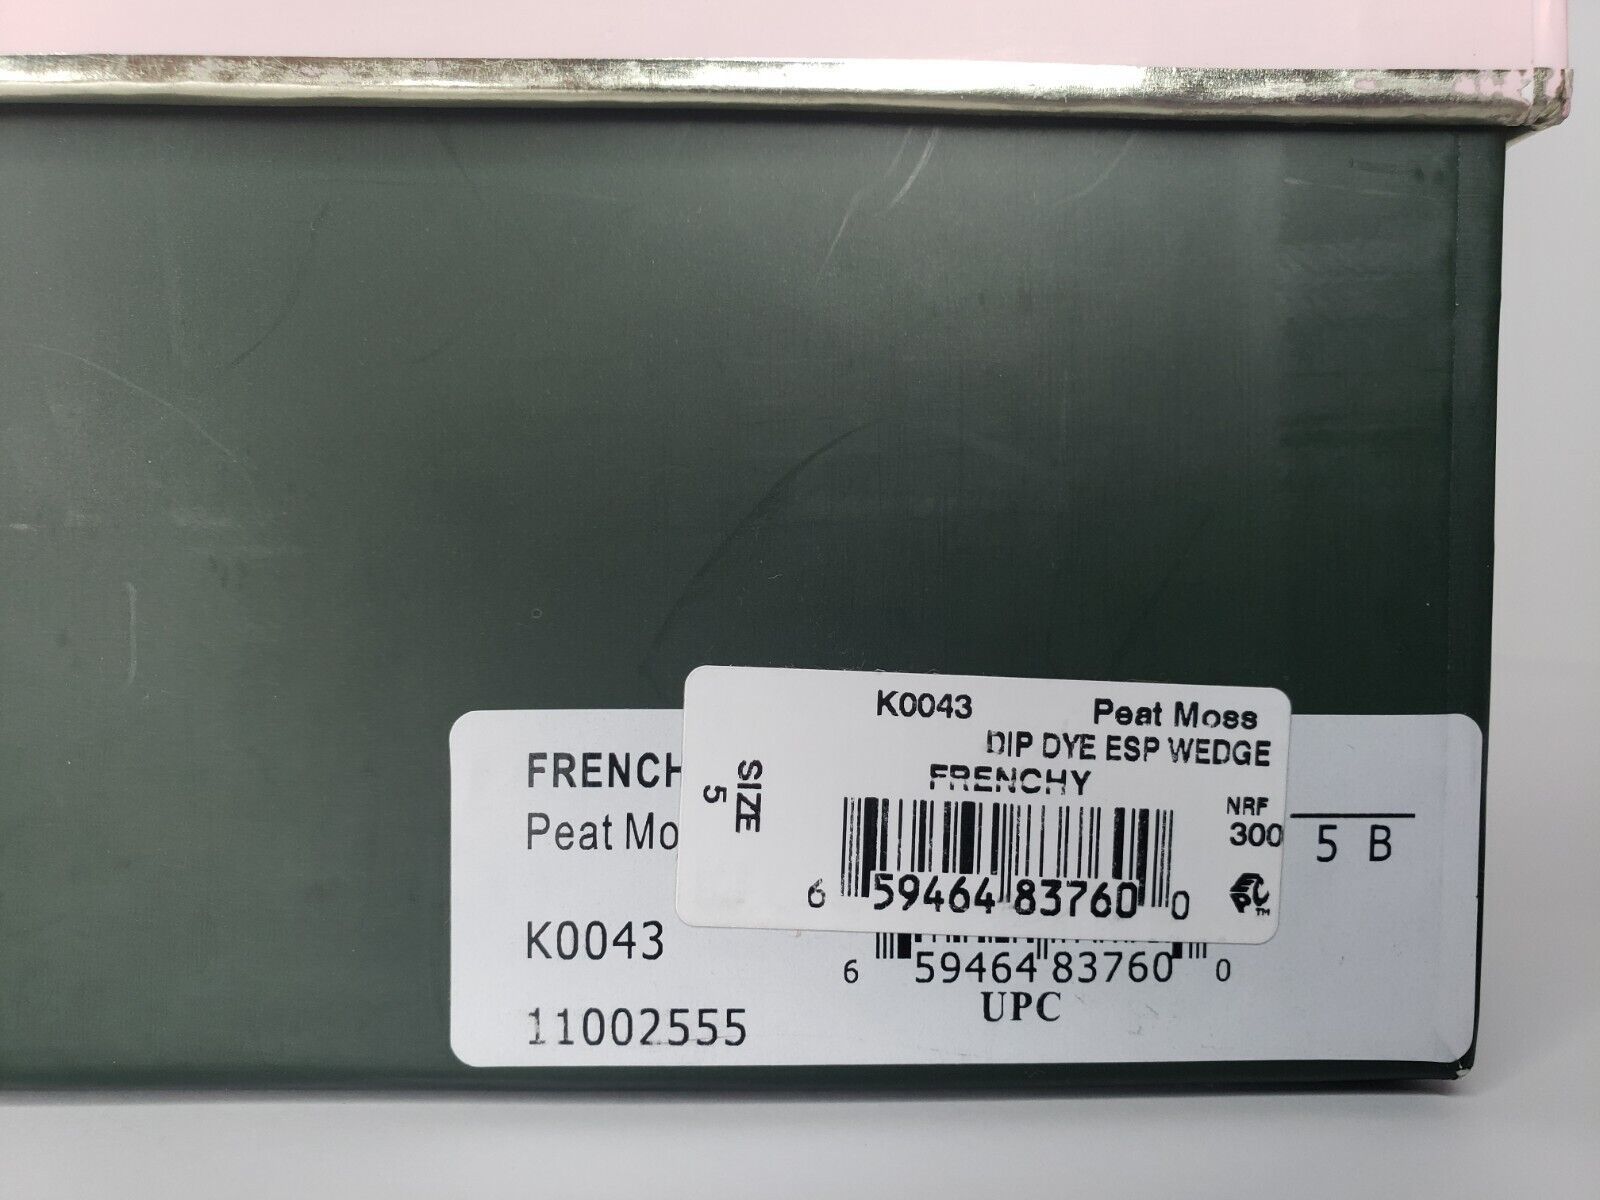 K0043 Peat Moss
DIP DYE ESP WEDGE
FRENCHY
SIZE
5
NRF
300
6 59464 83760 0
FRENCH
Peat Mo
5 B
K0043
6 59464 83760 0
UPC
11002555